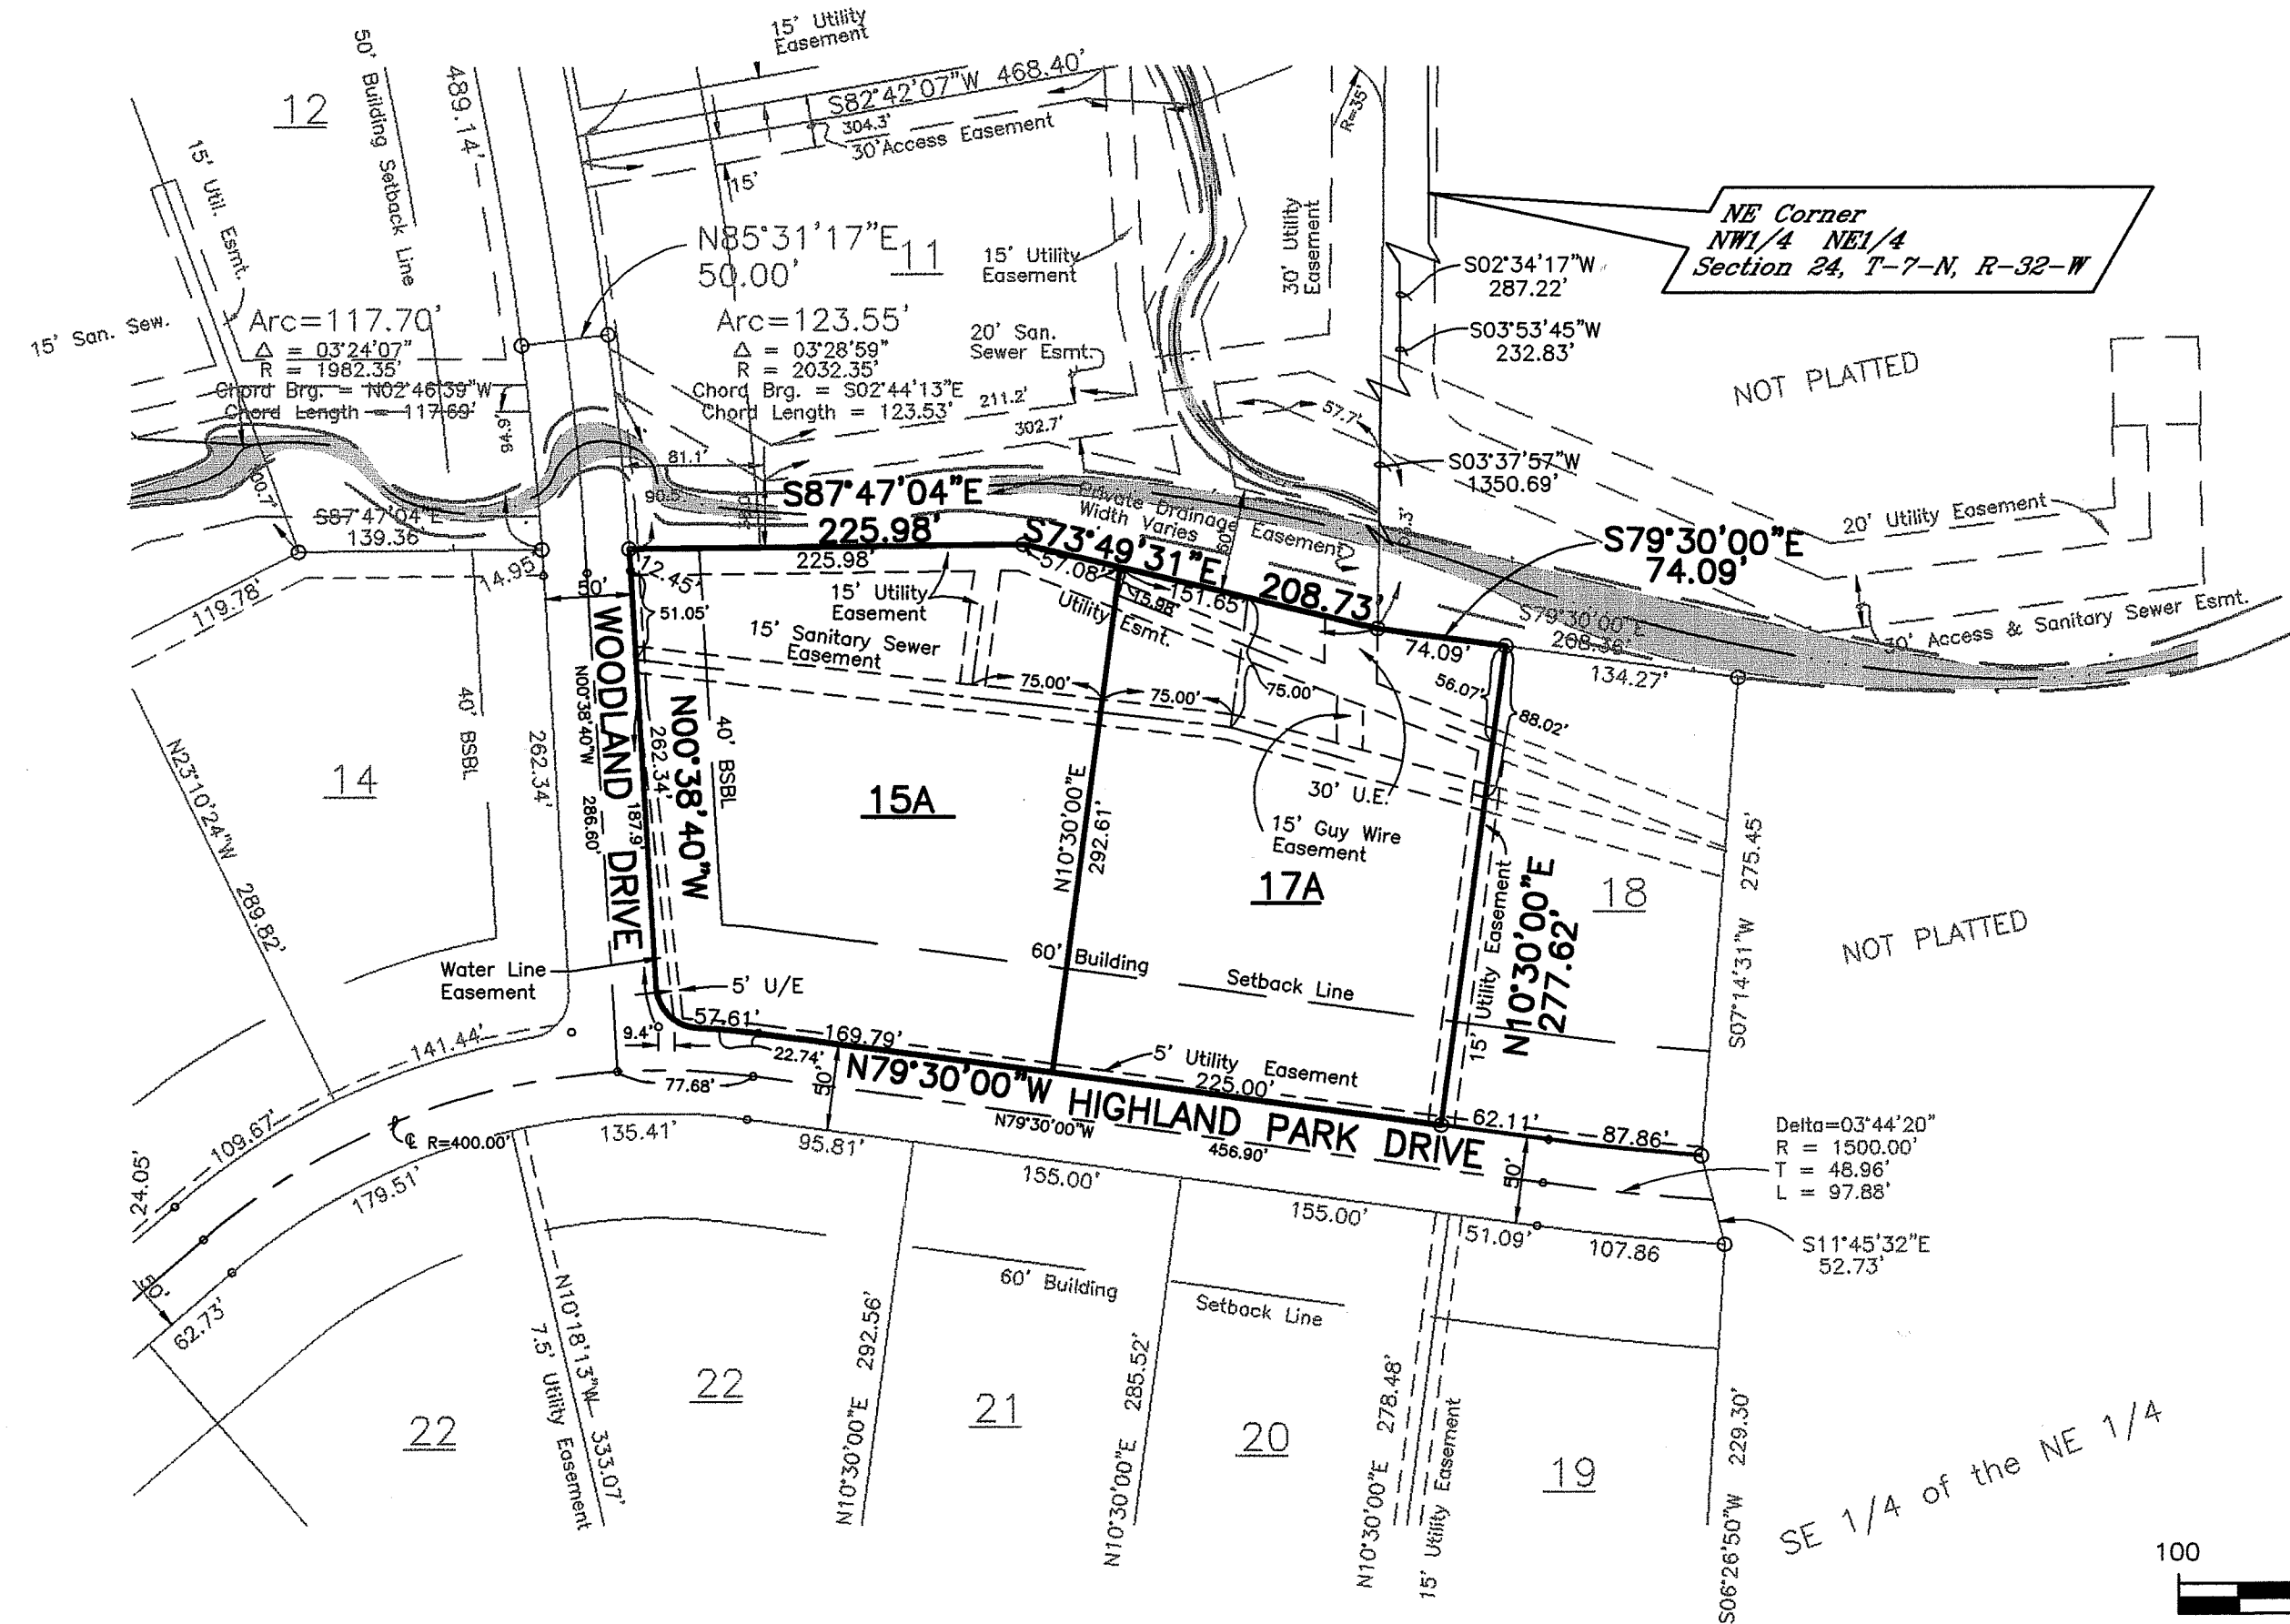 15' Utility
Easement
50' Building Setback Line
489.14'
12
S82°42'07"W 468.40'
304.3'
30' Access Easement
15'
R=35'
15' Util. Esmt.
N85°31'17"E
50.00'
11
15' Utility
Easement
30' Utility
Easement
NE Corner
NW1/4 NE1/4
Section 24, T-7-N, R-32-W
S02°34'17"W
287.22'
S03°53'45"W
232.83'
15' San. Sew.
Arc=117.70'
Δ = 03°24'07"
R = 1982.35'
Chord Brg. = N02°46'39"W
Chord Length = 117.69'
Arc=123.55'
Δ = 03°28'59"
R = 2032.35'
Chord Brg. = S02°44'13"E
Chord Length = 123.53'
20' San.
Sewer Esmt.
211.2'
302.7'
57.7'
NOT PLATTED
94.9'
81.1'
90.5'
S03°37'57"W
1350.69'
S87°47'04"E
139.36'
S87°47'04"E
225.98'
225.98'
Private Drainage
Width Varies
Easement
S73°49'31"E
208.73'
57.08'
151.65'
15.98'
S79°30'00"E
74.09'
20' Utility Easement
S79°30'00"E
208.36'
30' Access & Sanitary Sewer Esmt.
119.78'
14.95'
50'
12.45'
51.05'
15' Utility
Easement
15' Sanitary Sewer
Easement
Utility Esmt.
74.09'
134.27'
56.07'
88.02'
75.00'
75.00'
75.00'
N23°10'24"W 289.82'
14
40' BSBL
262.34'
N00°38'40"W 286.60'
WOODLAND DRIVE
187.9'
262.34'
N00°38'40"W
40' BSBL
15A
N10°30'00"E
292.61'
30' U.E.
15' Guy Wire
Easement
17A
15' Utility Easement
N10°30'00"E
277.62'
18
S07°14'31"W 275.45'
NOT PLATTED
60' Building
Setback Line
Water Line
Easement
5' U/E
57.61'
9.4'
169.79'
22.74'
77.68'
50'
N79°30'00"W
5' Utility Easement
225.00'
HIGHLAND PARK DRIVE
N79°30'00"W
456.90'
62.11'
87.86'
50'
Delta=03°44'20"
R = 1500.00'
T = 48.96'
L = 97.88'
141.44'
109.67'
24.05'
℄ R=400.00'
179.51'
135.41'
95.81'
155.00'
155.00'
51.09'
107.86
S11°45'32"E
52.73'
50'
62.73'
N10°18'13"W 333.07'
7.5' Utility Easement
60' Building
Setback Line
22
22
N10°30'00"E 292.56'
21
N10°30'00"E 285.52'
20
N10°30'00"E 278.48'
15' Utility Easement
19
S06°26'50"W 229.30'
SE 1/4 of the NE 1/4
100